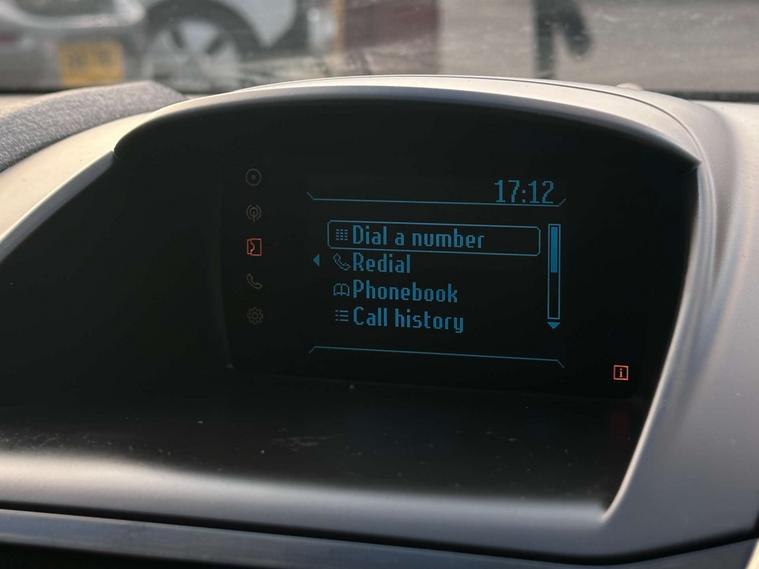 17:12
Dial a number
Redial
Phonebook
Call history
i